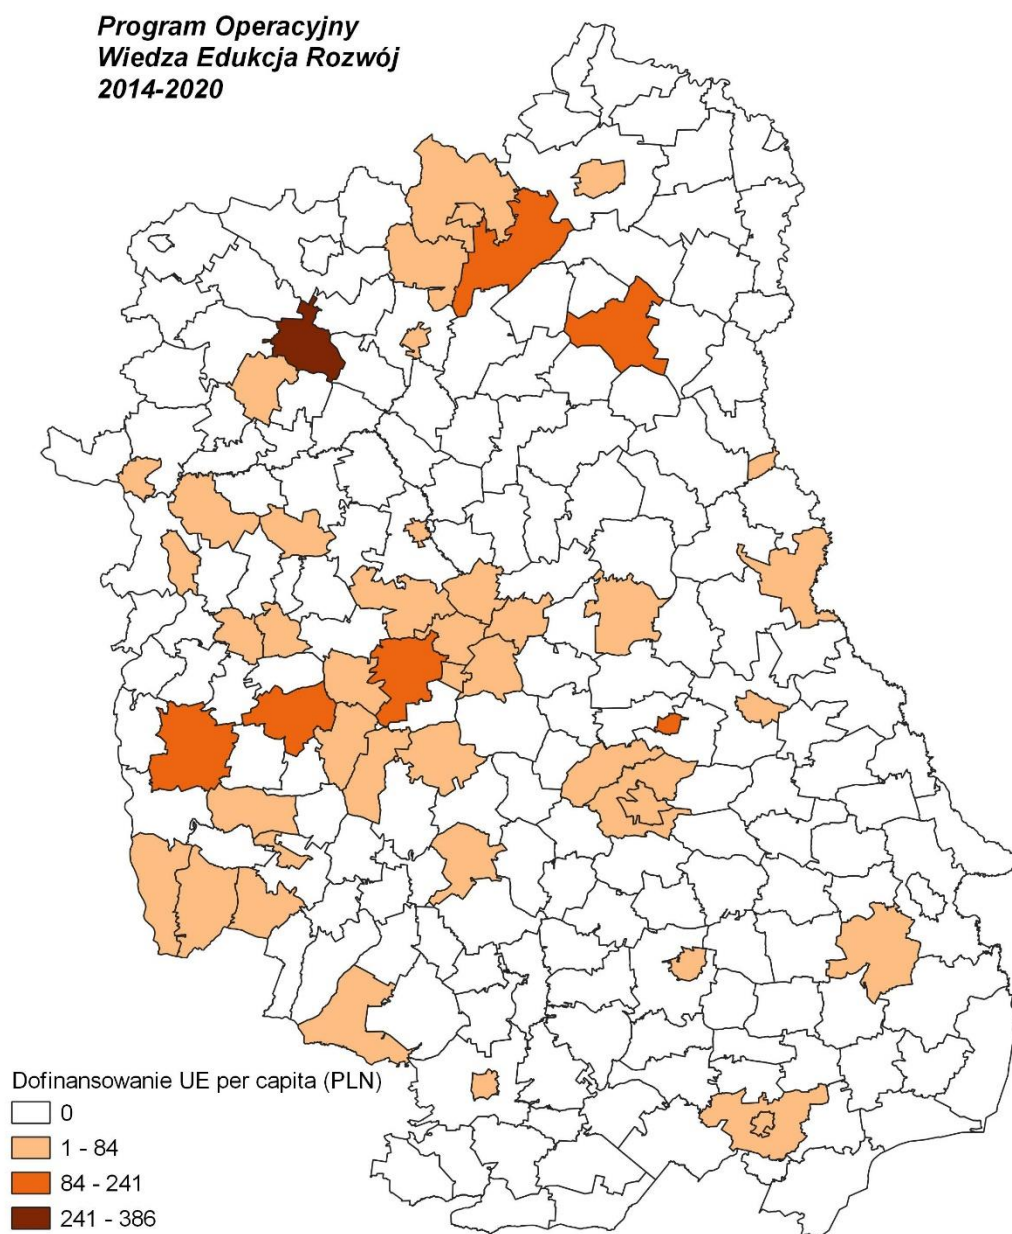 Program Operacyjny
Wiedza Edukcja Rozwój
2014-2020
Dofinansowanie UE per capita (PLN)
0
1 - 84
84 - 241
241 - 386